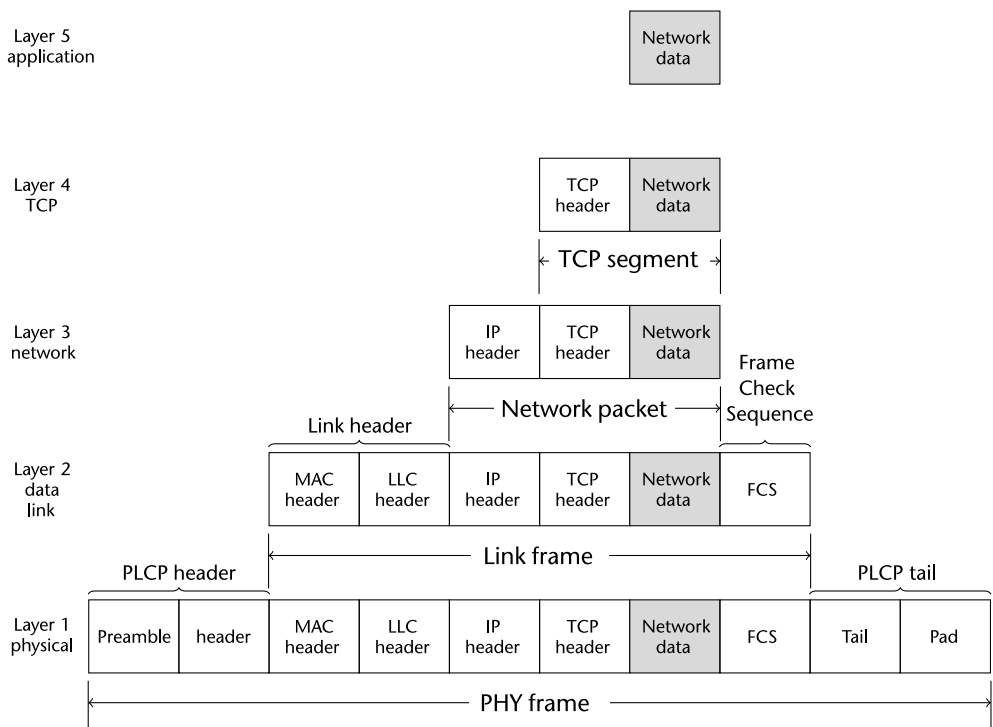 Layer 5
application
Network
data
Layer 4
TCP
TCP
header
Network
data
TCP segment
Layer 3
network
IP
header
TCP
header
Network
data
Frame
Check
Sequence
Network packet
Link header
Layer 2
data
link
MAC
header
LLC
header
IP
header
TCP
header
Network
data
FCS
Link frame
PLCP header
PLCP tail
Layer 1
physical
Preamble
header
MAC
header
LLC
header
IP
header
TCP
header
Network
data
FCS
Tail
Pad
PHY frame